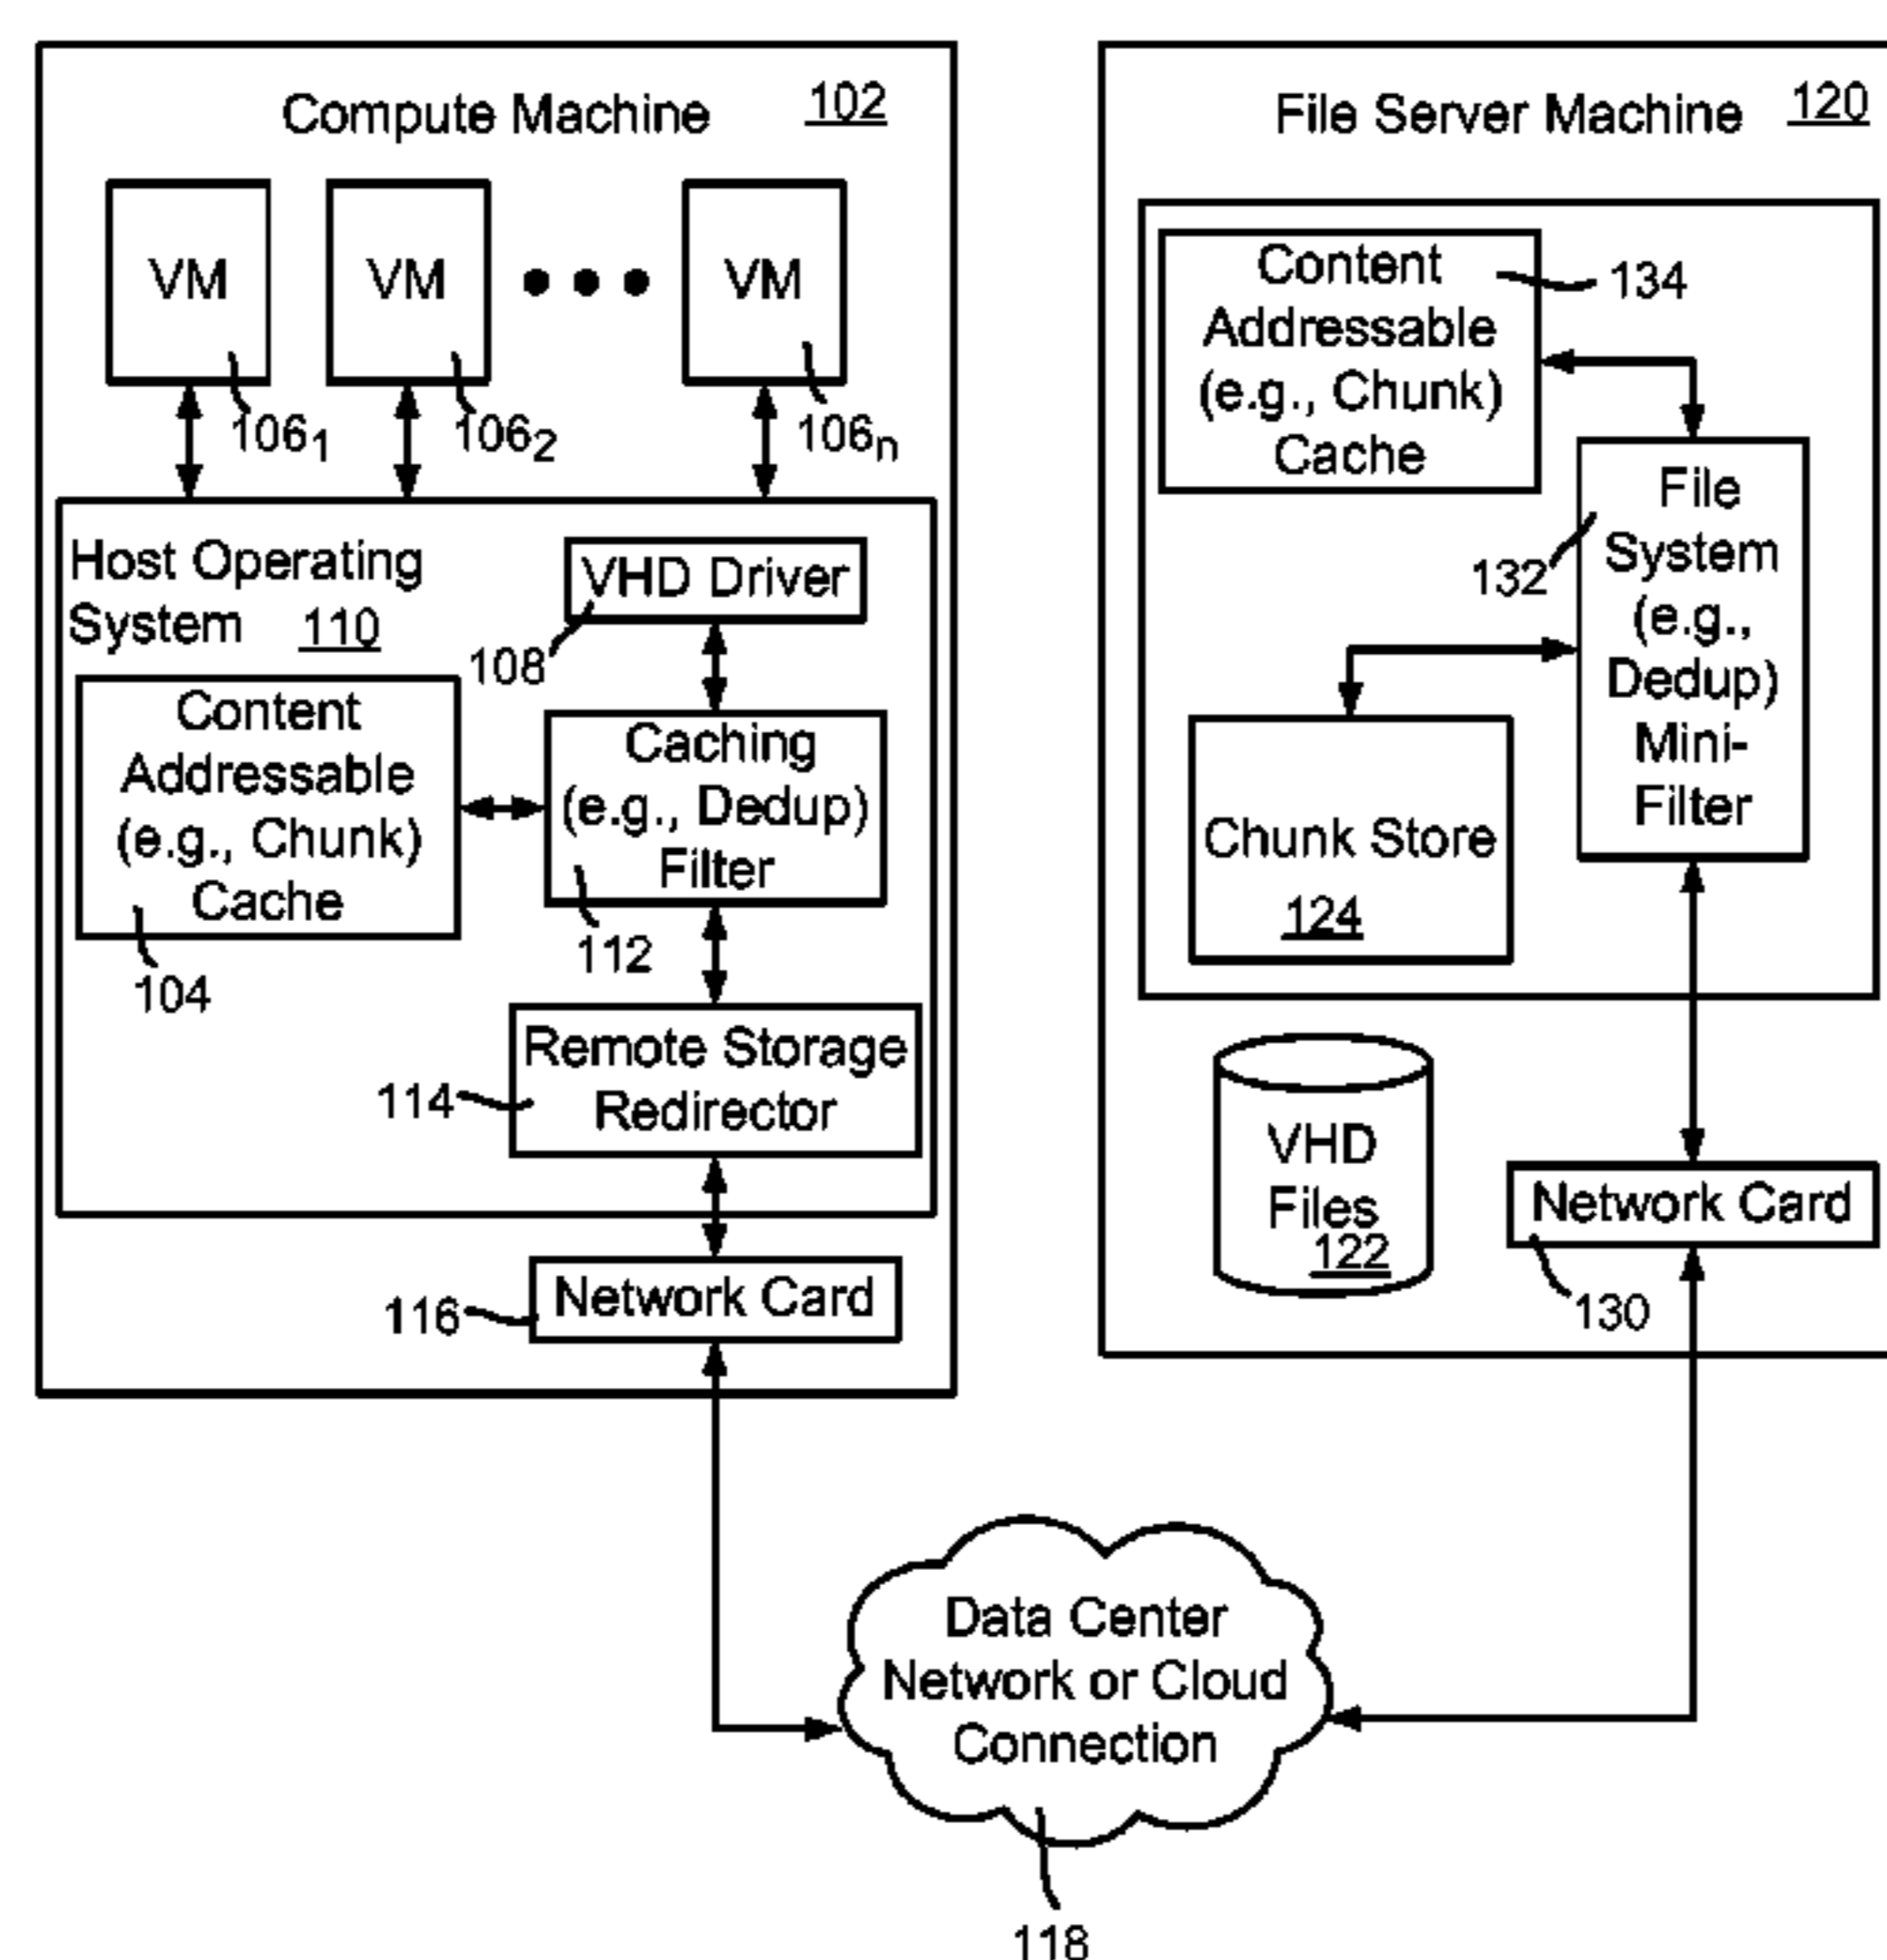 Compute Machine 102
VM
VM
VM
106₁
106₂
106ₙ
Host Operating
System 110
VHD Driver
108
Content
Addressable
(e.g., Chunk)
Cache
104
Caching
(e.g., Dedup)
Filter
112
Remote Storage
Redirector
114
Network Card
116
File Server Machine 120
Content
Addressable
(e.g., Chunk)
Cache
134
File
System
(e.g.,
Dedup)
Mini-
Filter
132
Chunk Store
124
VHD
Files
122
Network Card
130
Data Center
Network or Cloud
Connection
118